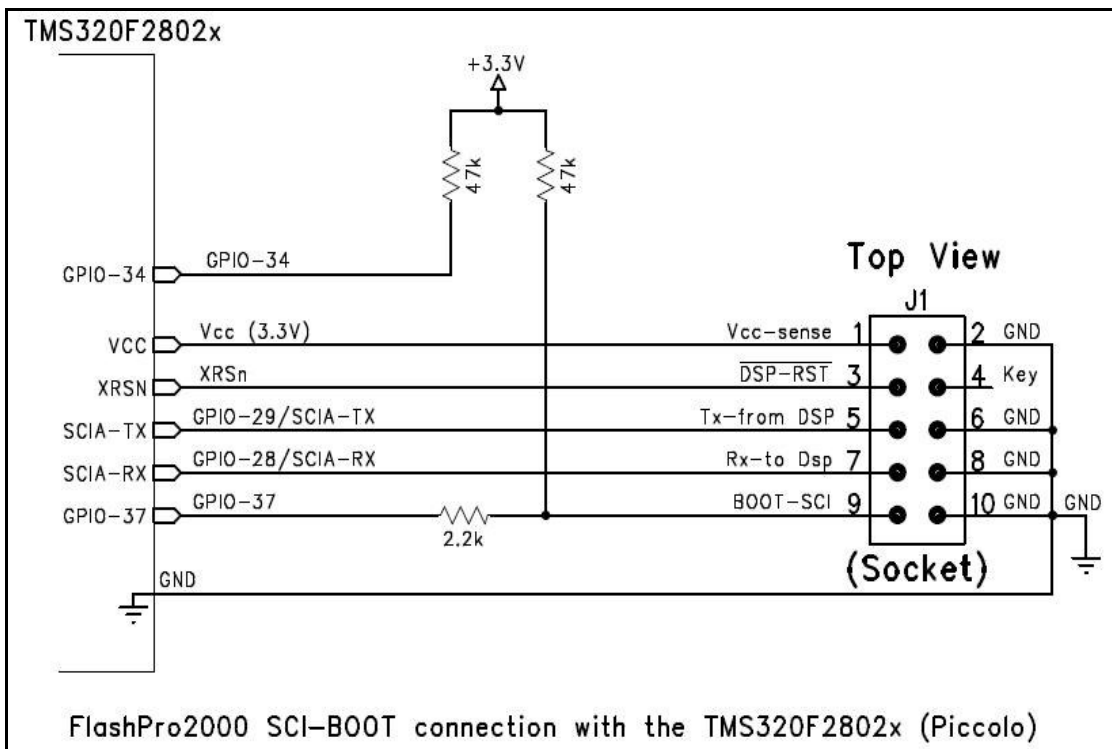 TMS320F2802x
+3.3V
47k
47k
GPIO-34
GPIO-34
Top View
J1
VCC
Vcc (3.3V)
Vcc-sense
1
2
GND
XRSN
XRSn
DSP-RST
3
4
Key
SCIA-TX
GPIO-29/SCIA-TX
Tx-from DSP
5
6
GND
SCIA-RX
GPIO-28/SCIA-RX
Rx-to Dsp
7
8
GND
GPIO-37
GPIO-37
2.2k
BOOT-SCI
9
10
GND
GND
(Socket)
GND
FlashPro2000 SCI-BOOT connection with the TMS320F2802x (Piccolo)